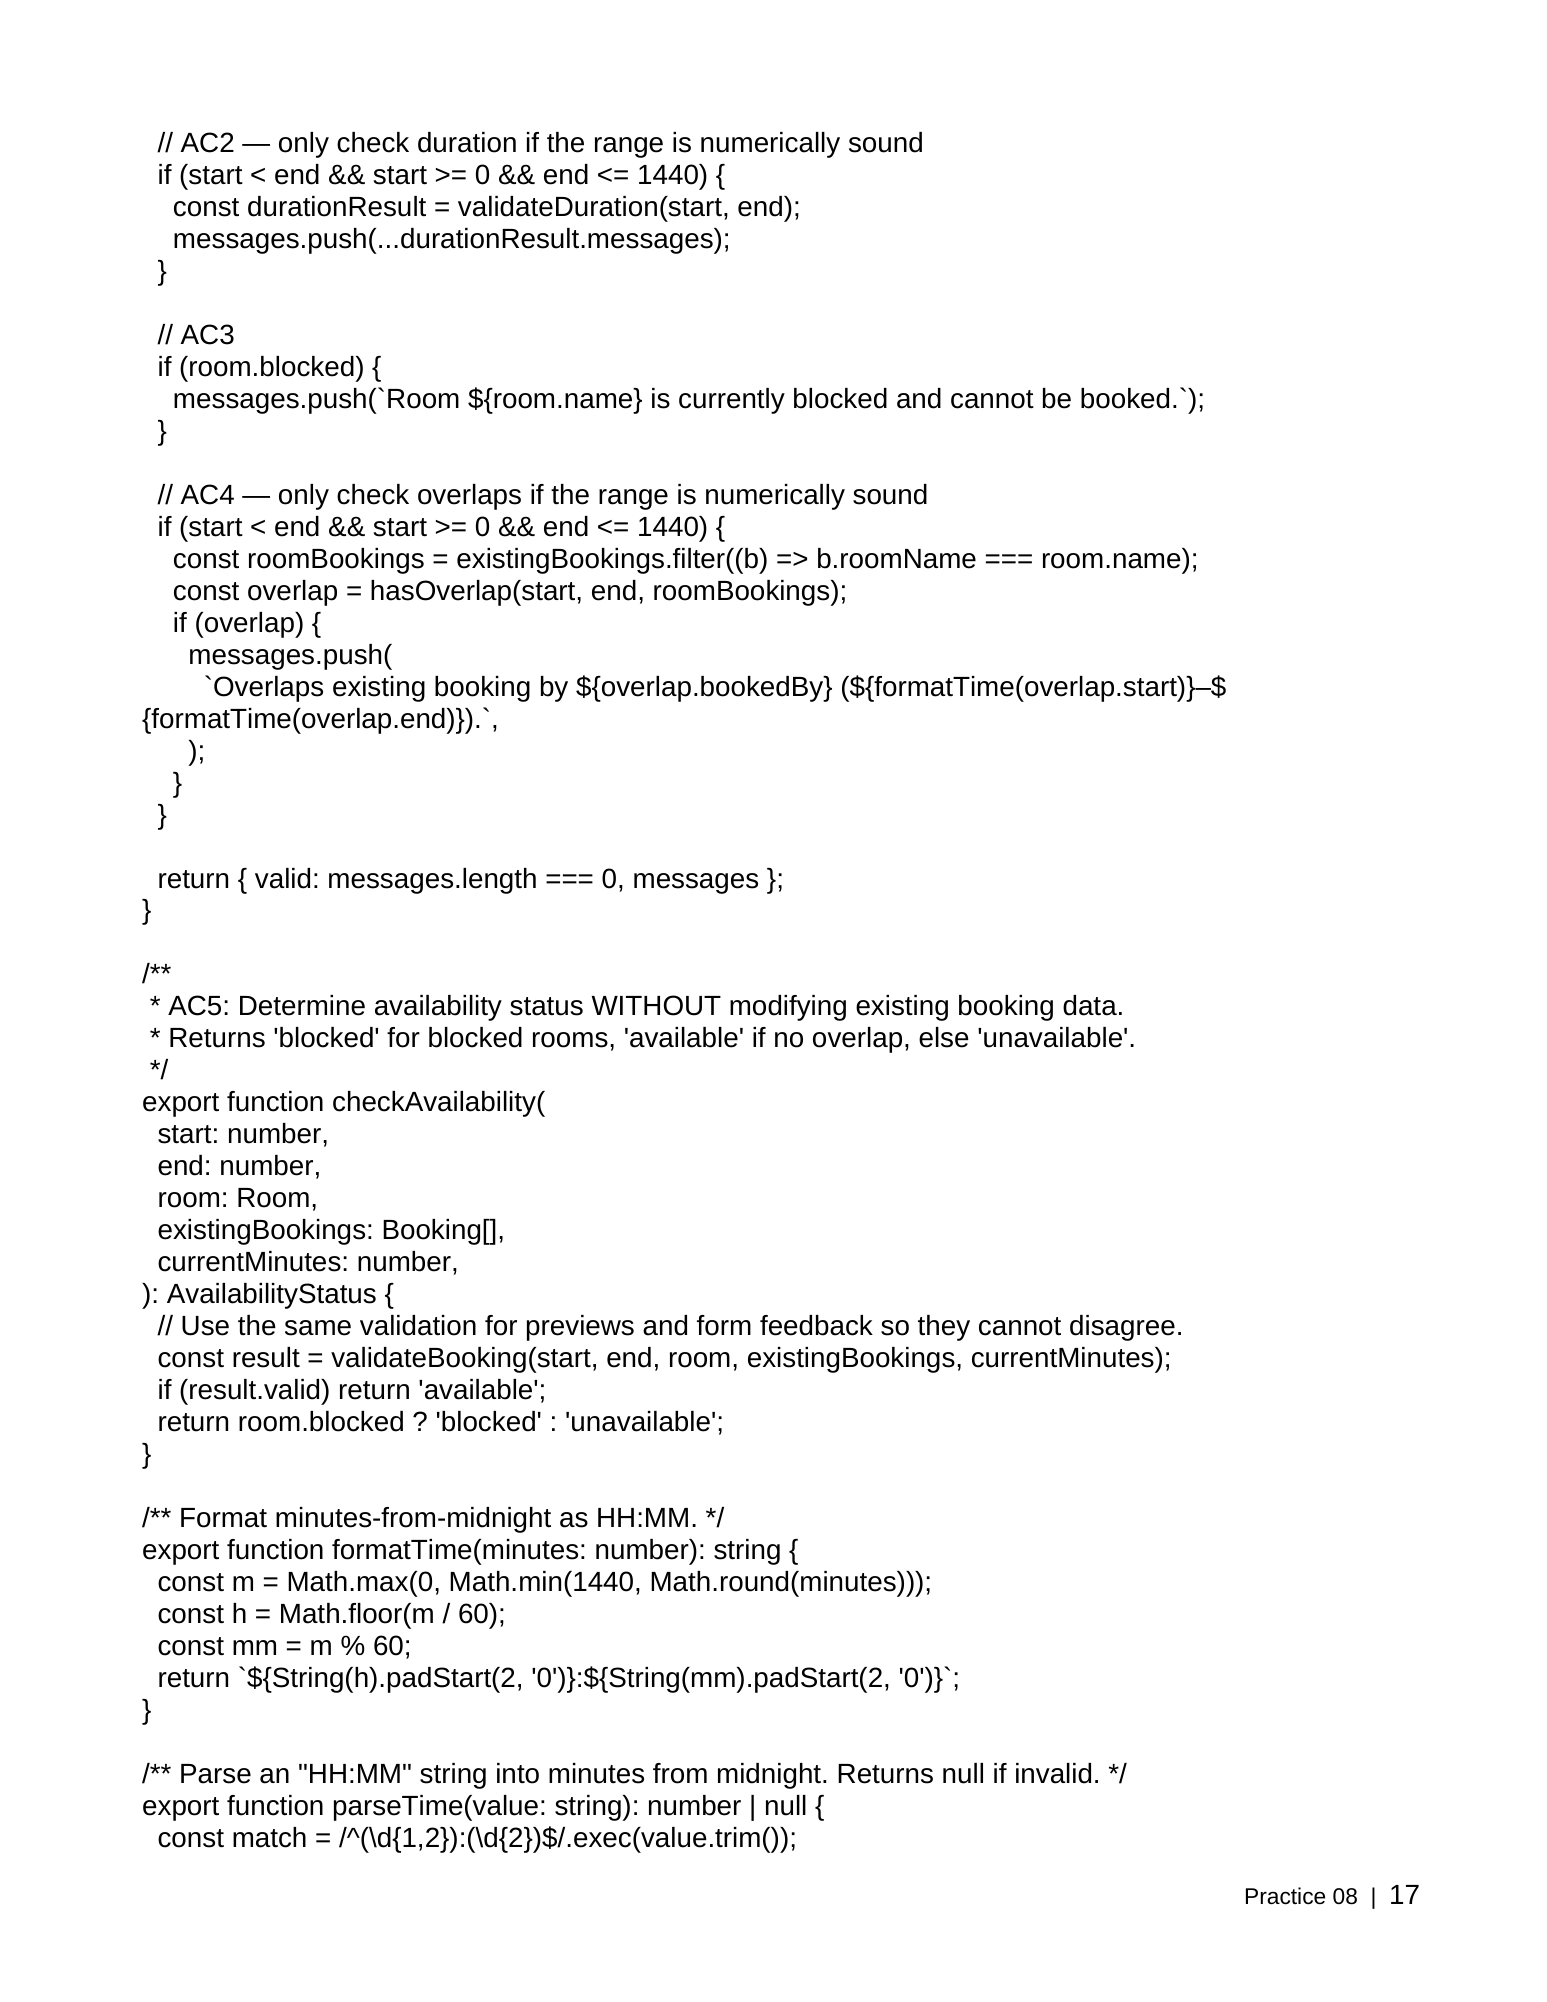 // AC2 — only check duration if the range is numerically sound
if (start < end && start >= 0 && end <= 1440) {
const durationResult = validateDuration(start, end);
messages.push(...durationResult.messages);
}
// AC3
if (room.blocked) {
messages.push(`Room ${room.name} is currently blocked and cannot be booked.`);
}
// AC4 — only check overlaps if the range is numerically sound
if (start < end && start >= 0 && end <= 1440) {
const roomBookings = existingBookings.filter((b) => b.roomName === room.name);
const overlap = hasOverlap(start, end, roomBookings);
if (overlap) {
messages.push(
`Overlaps existing booking by ${overlap.bookedBy} (${formatTime(overlap.start)}–$
{formatTime(overlap.end)}).`,
);
}
}
return { valid: messages.length === 0, messages };
}
/**
* AC5: Determine availability status WITHOUT modifying existing booking data.
* Returns 'blocked' for blocked rooms, 'available' if no overlap, else 'unavailable'.
*/
export function checkAvailability(
start: number,
end: number,
room: Room,
existingBookings: Booking[],
currentMinutes: number,
): AvailabilityStatus {
// Use the same validation for previews and form feedback so they cannot disagree.
const result = validateBooking(start, end, room, existingBookings, currentMinutes);
if (result.valid) return 'available';
return room.blocked ? 'blocked' : 'unavailable';
}
/** Format minutes-from-midnight as HH:MM. */
export function formatTime(minutes: number): string {
const m = Math.max(0, Math.min(1440, Math.round(minutes)));
const h = Math.floor(m / 60);
const mm = m % 60;
return `${String(h).padStart(2, '0')}:${String(mm).padStart(2, '0')}`;
}
/** Parse an "HH:MM" string into minutes from midnight. Returns null if invalid. */
export function parseTime(value: string): number | null {
const match = /^(\d{1,2}):(\d{2})$/.exec(value.trim());
Practice 08 | 17